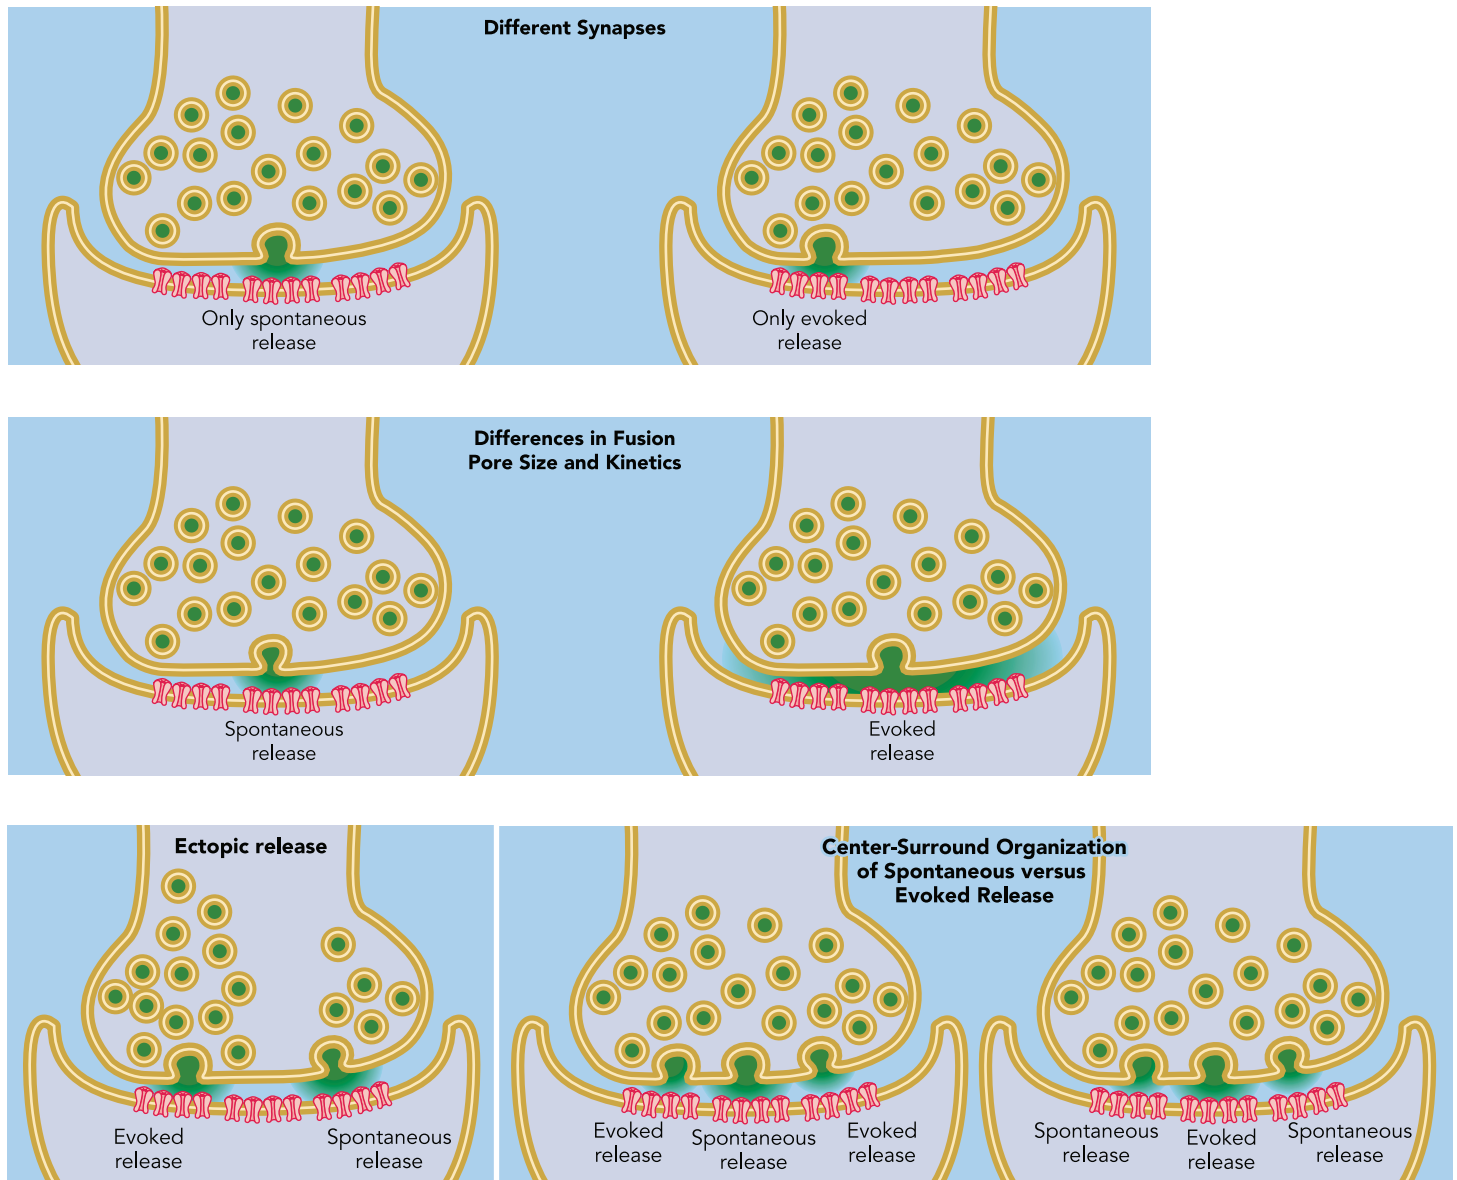 Different Synapses
Only spontaneous
release
Only evoked
release
Differences in Fusion
Pore Size and Kinetics
Spontaneous
release
Evoked
release
Ectopic release
Evoked
release
Spontaneous
release
Center-Surround Organization
of Spontaneous versus
Evoked Release
Evoked
release
Spontaneous
release
Evoked
release
Spontaneous
release
Evoked
release
Spontaneous
release